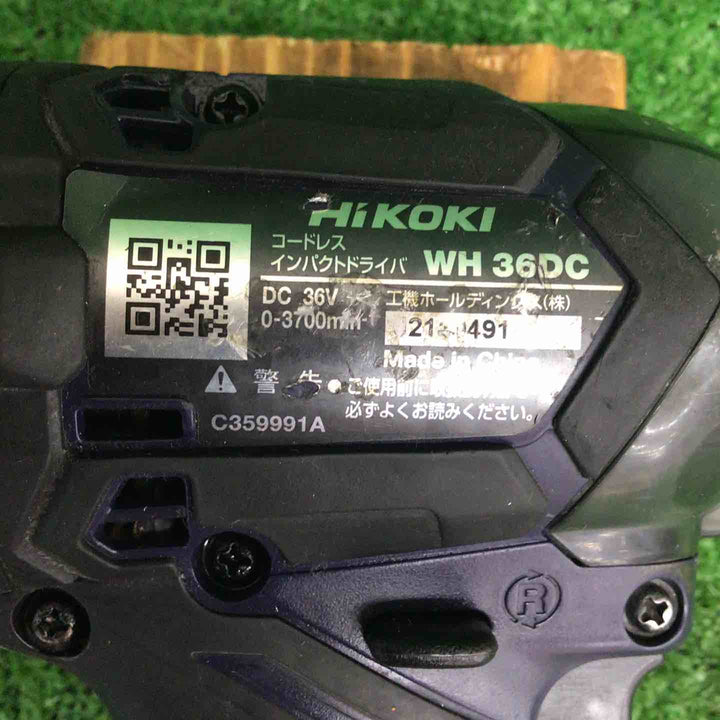 HiKOKI
コードレス
インパクトドライバ WH 36DC
DC 36V
0-3700min⁻¹
工機ホールディングス(株)
491
Made in China
⚠ 警告 ● ご使用前に
必ずよくお読みください。
C359991A
R